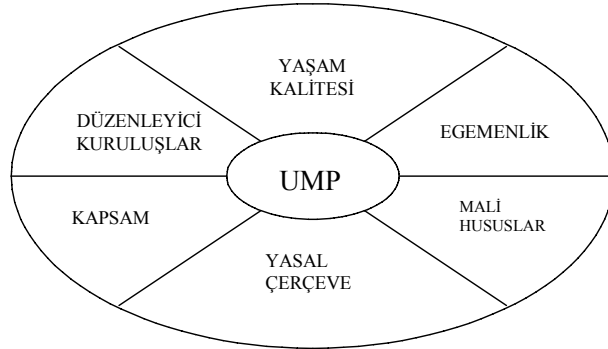 YAŞAM
KALİTESİ
DÜZENLEYİCİ
KURULUŞLAR
EGEMENLİK
UMP
KAPSAM
MALİ
HUSUSLAR
YASAL
ÇERÇEVE